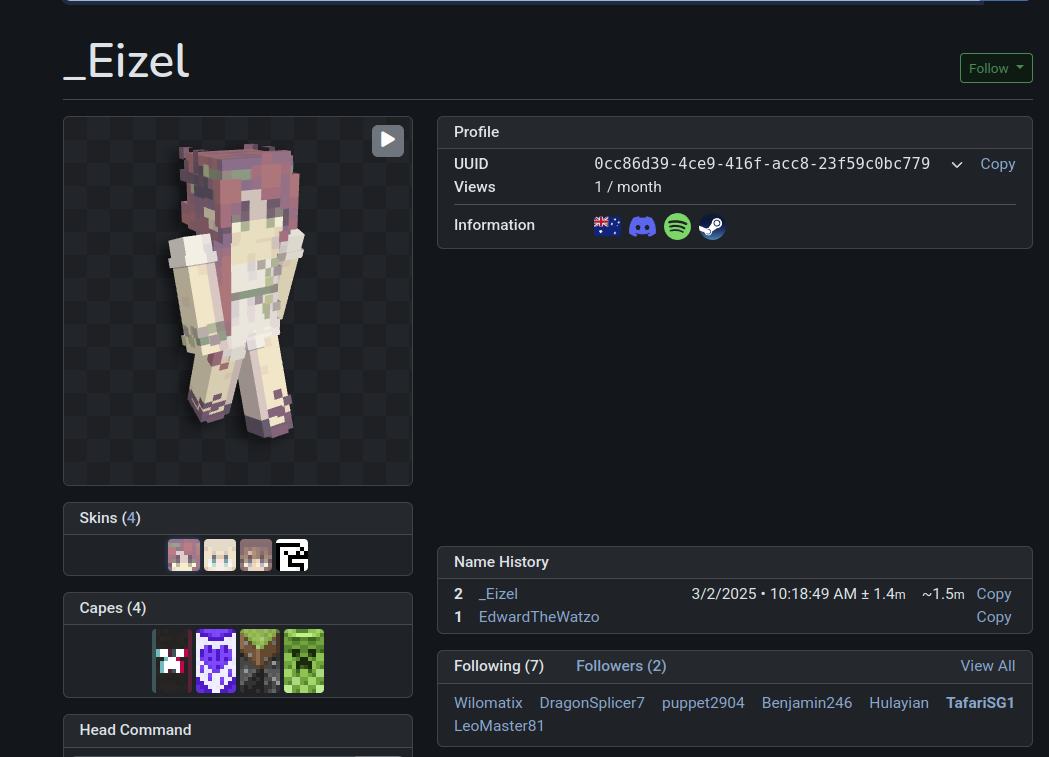 _Eizel
Follow
Profile
UUID 0cc86d39-4ce9-416f-acc8-23f59c0bc779 Copy
Views 1 / month
Information
Skins (4)
Capes (4)
Head Command
Name History
2 _Eizel 3/2/2025 • 10:18:49 AM ± 1.4m ~1.5m Copy
1 EdwardTheWatzo Copy
Following (7) Followers (2) View All
Wilomatix DragonSplicer7 puppet2904 Benjamin246 Hulayian TafariSG1
LeoMaster81